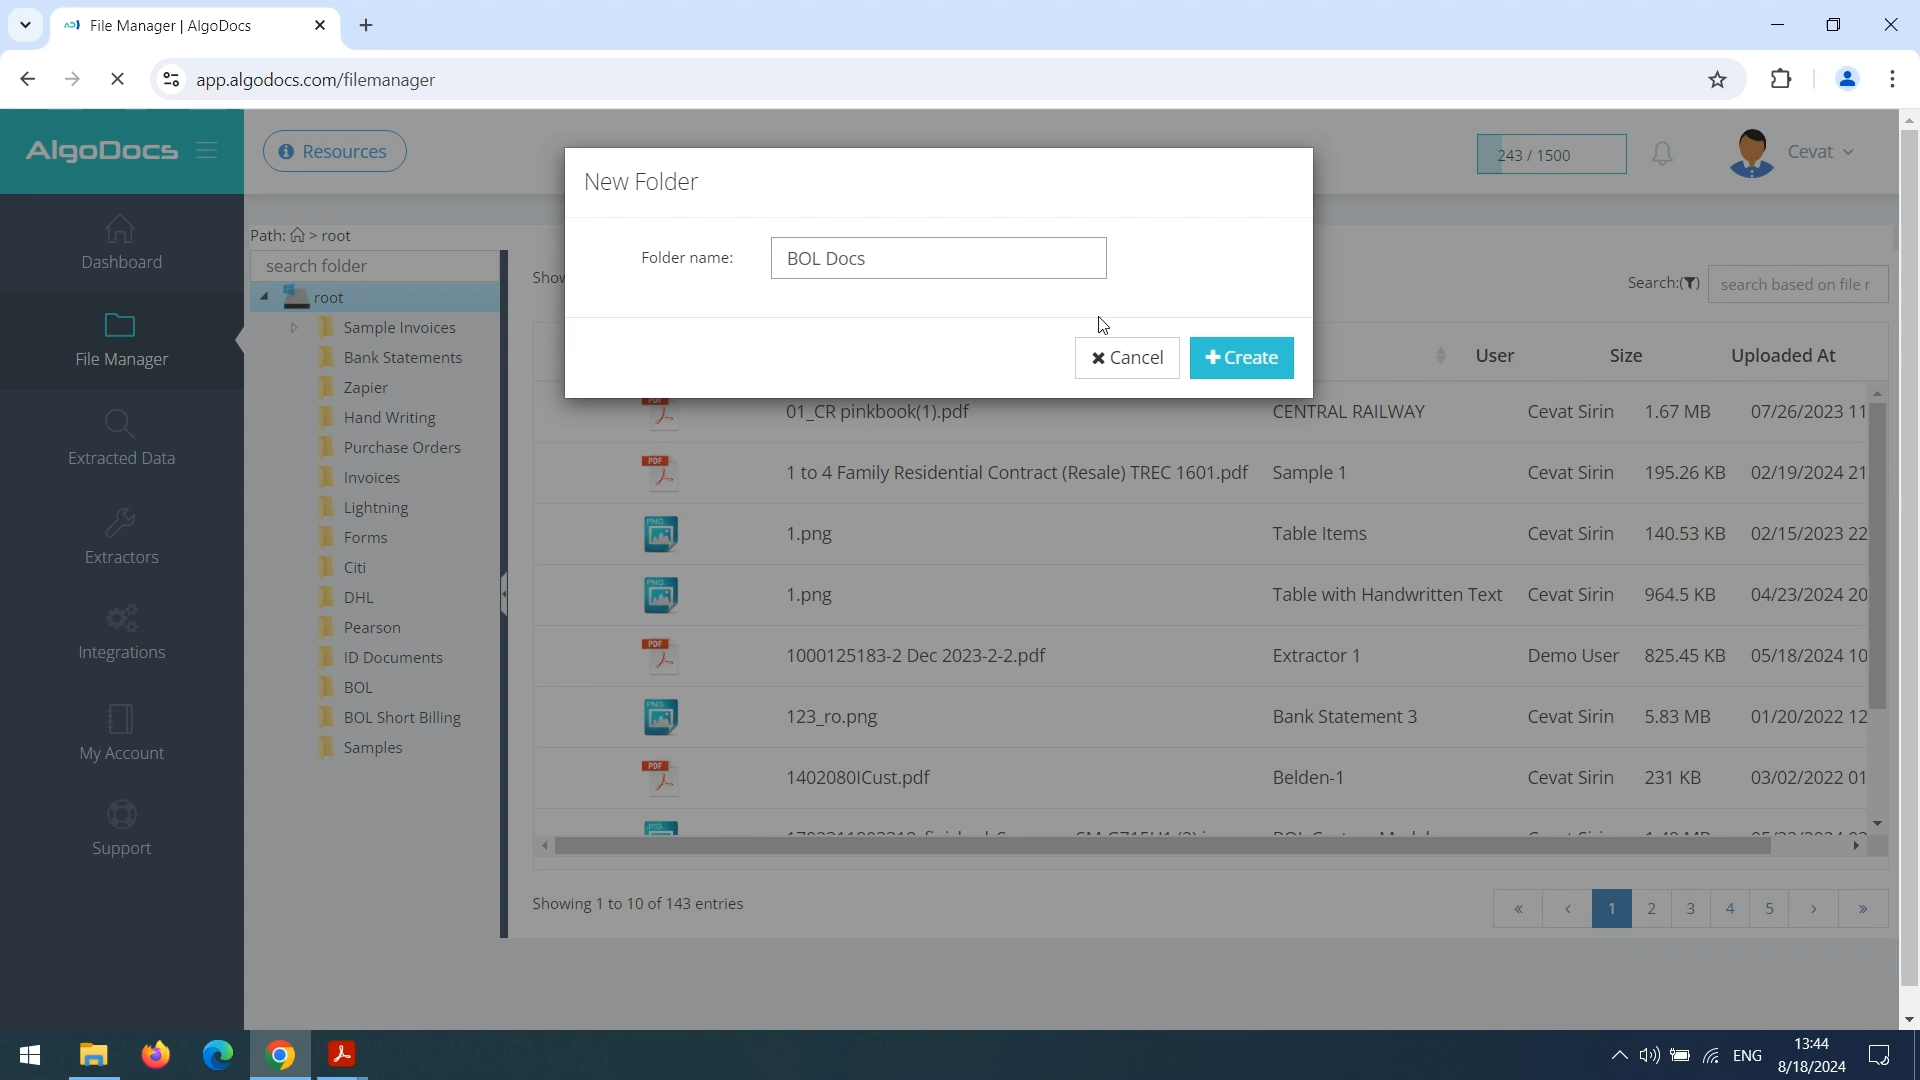 File Manager | AlgoDocs
app.algodocs.com/filemanager
AlgoDocs
Resources
243 / 1500
Cevat
New Folder
Folder name:
BOL Docs
Cancel
Create
Dashboard
File Manager
Extracted Data
Extractors
Integrations
My Account
Support
Path: > root
search folder
root
Sample Invoices
Bank Statements
Zapier
Hand Writing
Purchase Orders
Invoices
Lightning
Forms
Citi
DHL
Pearson
ID Documents
BOL
BOL Short Billing
Samples
Search:
search based on file r
User Size Uploaded At
01_CR pinkbook(1).pdf CENTRAL RAILWAY Cevat Sirin 1.67 MB 07/26/2023 11
PDF 1 to 4 Family Residential Contract (Resale) TREC 1601.pdf Sample 1 Cevat Sirin 195.26 KB 02/19/2024 21
PNG 1.png Table Items Cevat Sirin 140.53 KB 02/15/2023 22
PNG 1.png Table with Handwritten Text Cevat Sirin 964.5 KB 04/23/2024 20
PDF 1000125183-2 Dec 2023-2-2.pdf Extractor 1 Demo User 825.45 KB 05/18/2024 10
PNG 123_ro.png Bank Statement 3 Cevat Sirin 5.83 MB 01/20/2022 12
PDF 1402080ICust.pdf Belden-1 Cevat Sirin 231 KB 03/02/2022 01
Showing 1 to 10 of 143 entries
« ‹ 1 2 3 4 5 › »
ENG
13:44
8/18/2024